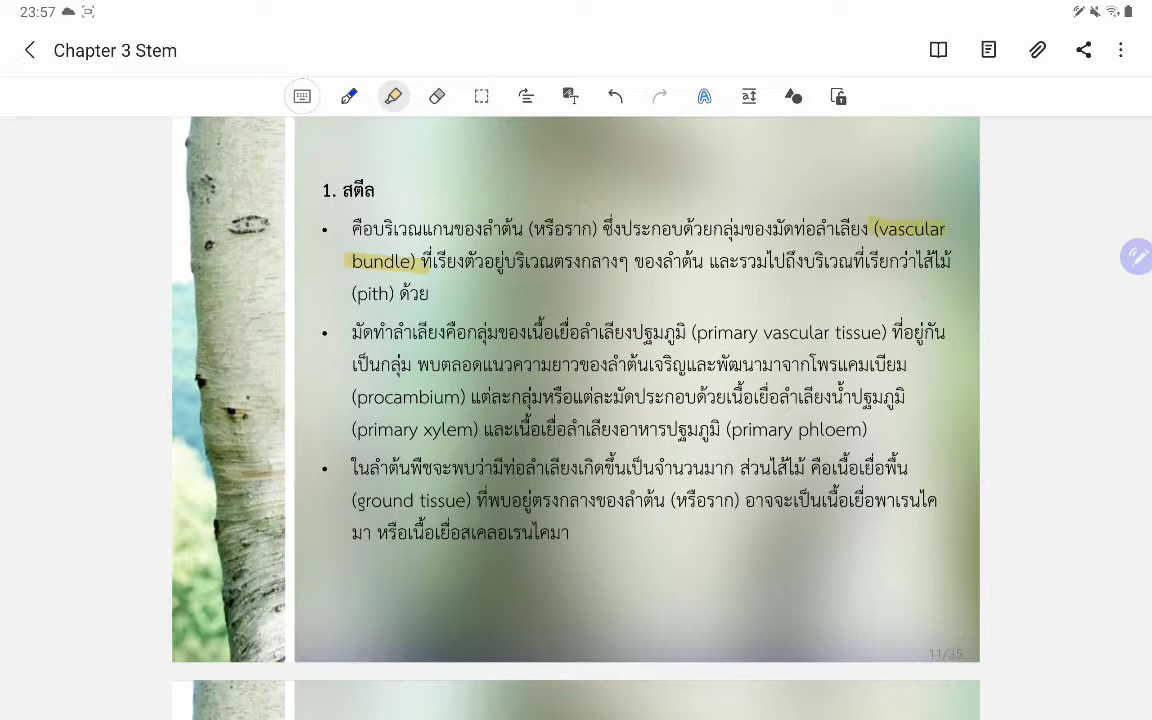 23:57
Chapter 3 Stem
1. สตีล
• คือบริเวณแกนของลำต้น (หรือราก) ซึ่งประกอบด้วยกลุ่มของมัดท่อลำเลียง (vascular
bundle) ที่เรียงตัวอยู่บริเวณตรงกลางๆ ของลำต้น และรวมไปถึงบริเวณที่เรียกว่าไส้ไม้
(pith) ด้วย
• มัดทำลำเลียงคือกลุ่มของเนื้อเยื่อลำเลียงปฐมภูมิ (primary vascular tissue) ที่อยู่กัน
เป็นกลุ่ม พบตลอดแนวความยาวของลำต้นเจริญและพัฒนามาจากโพรแคมเบียม
(procambium) แต่ละกลุ่มหรือแต่ละมัดประกอบด้วยเนื้อเยื่อลำเลียงน้ำปฐมภูมิ
(primary xylem) และเนื้อเยื่อลำเลียงอาหารปฐมภูมิ (primary phloem)
• ในลำต้นพืชจะพบว่ามีท่อลำเลียงเกิดขึ้นเป็นจำนวนมาก ส่วนไส้ไม้ คือเนื้อเยื่อพื้น
(ground tissue) ที่พบอยู่ตรงกลางของลำต้น (หรือราก) อาจจะเป็นเนื้อเยื่อพาเรนไค
มา หรือเนื้อเยื่อสเคลอเรนไคมา
11/35